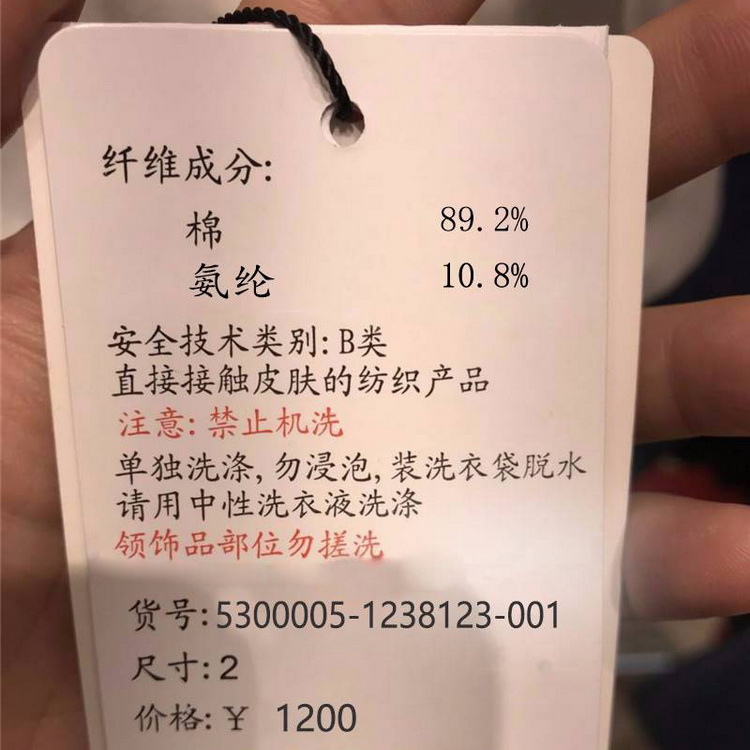 纤维成分:
棉 89.2%
氨纶 10.8%
安全技术类别:B类
直接接触皮肤的纺织产品
注意:禁止机洗
单独洗涤,勿浸泡,装洗衣袋脱水
请用中性洗衣液洗涤
领饰品部位勿搓洗
货号:5300005-1238123-001
尺寸:2
价格:¥ 1200